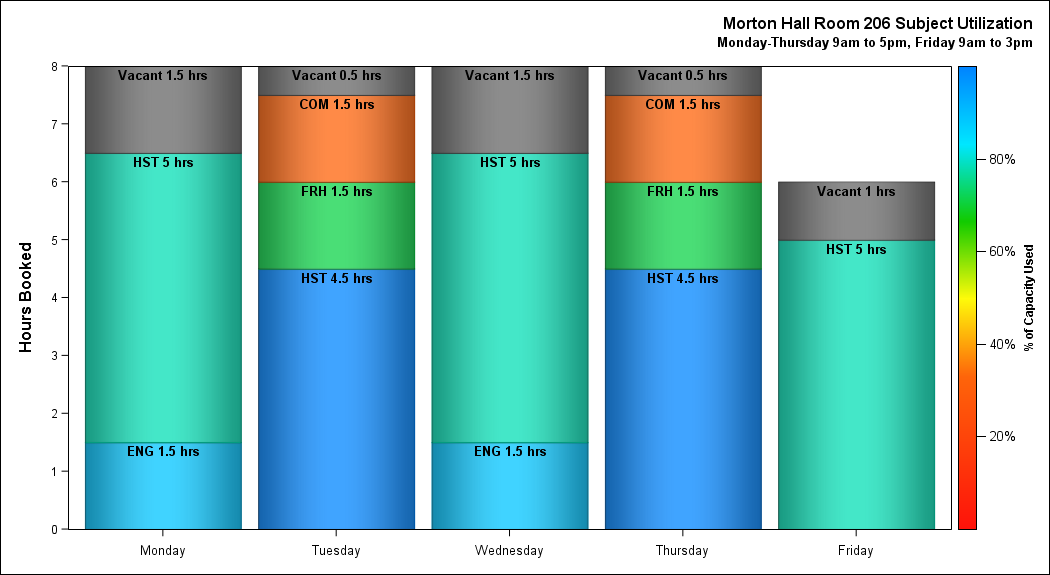 Morton Hall Room 206 Subject Utilization
Monday-Thursday 9am to 5pm, Friday 9am to 3pm
Hours Booked
8
7
6
5
4
3
2
1
0
Vacant 1.5 hrs
HST 5 hrs
ENG 1.5 hrs
Vacant 0.5 hrs
COM 1.5 hrs
FRH 1.5 hrs
HST 4.5 hrs
Vacant 1.5 hrs
HST 5 hrs
ENG 1.5 hrs
Vacant 0.5 hrs
COM 1.5 hrs
FRH 1.5 hrs
HST 4.5 hrs
Vacant 1 hrs
HST 5 hrs
Monday
Tuesday
Wednesday
Thursday
Friday
80%
60%
40%
20%
% of Capacity Used